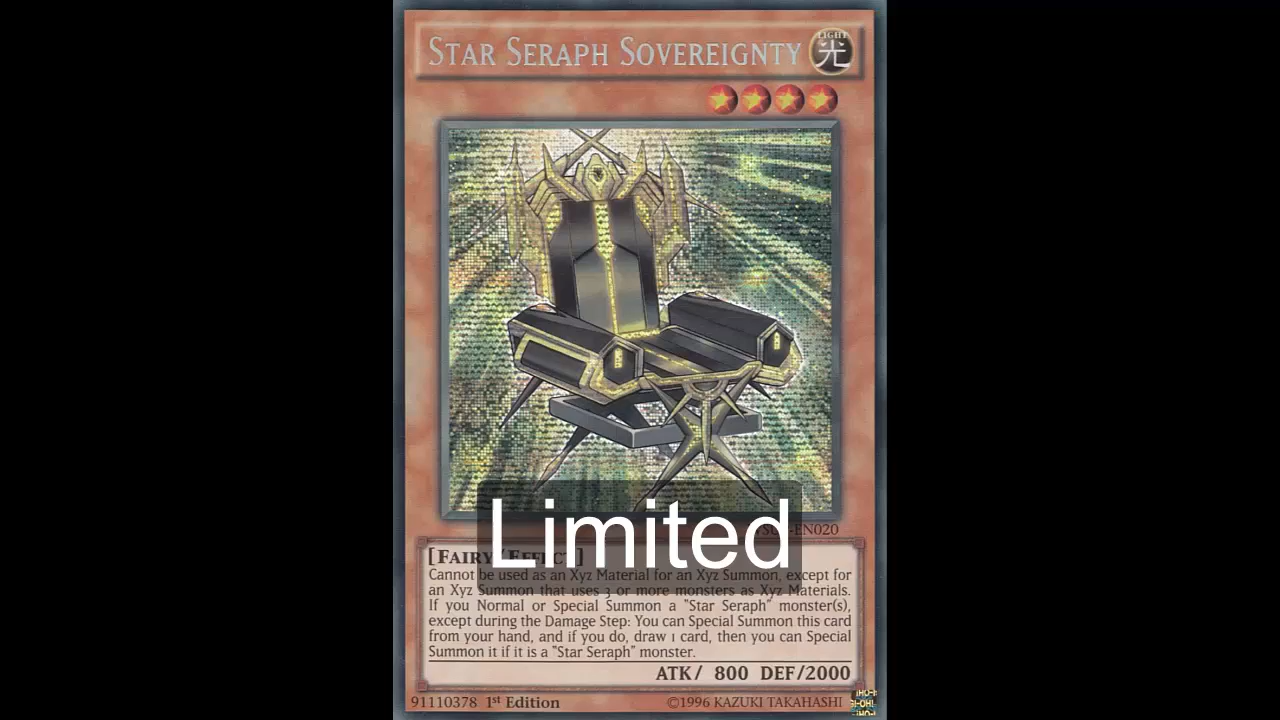 STAR SERAPH SOVEREIGNTY
LIGHT
光
Limited
EN020
[FAIRY/EFFECT]
Cannot be used as an Xyz Material for an Xyz Summon, except for
an Xyz Summon that uses 3 or more monsters as Xyz Materials.
If you Normal or Special Summon a "Star Seraph" monster(s),
except during the Damage Step: You can Special Summon this card
from your hand, and if you do, draw 1 card, then you can Special
Summon it if it is a "Star Seraph" monster.
ATK/ 800 DEF/2000
91110378 1st Edition ©1996 KAZUKI TAKAHASHI